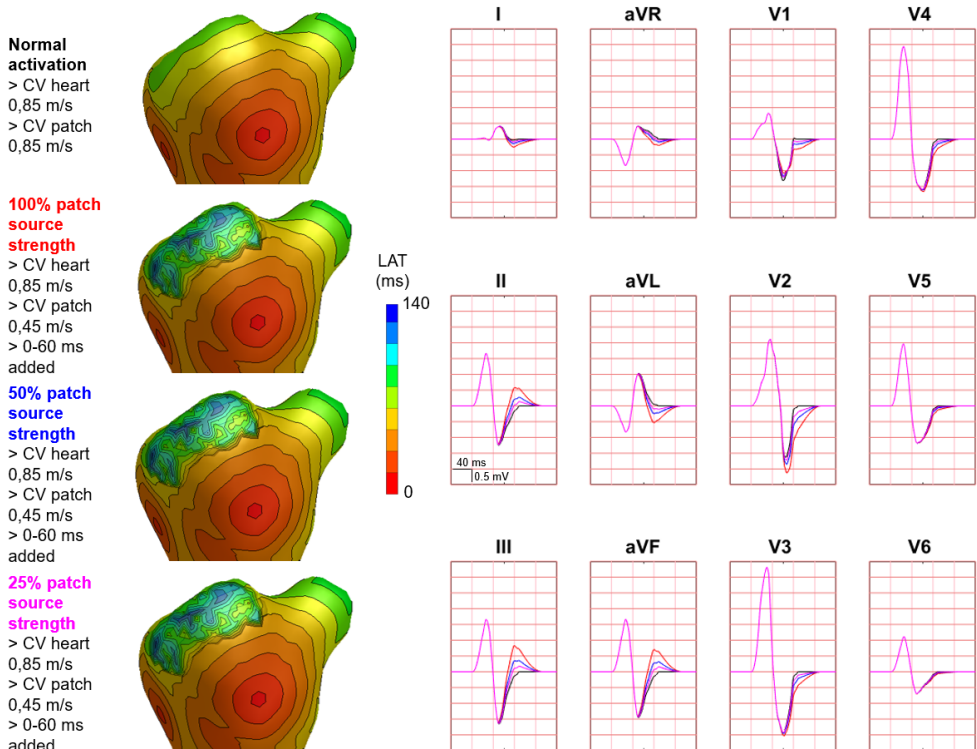 Normal
activation
> CV heart
0,85 m/s
> CV patch
0,85 m/s
100% patch
source
strength
> CV heart
0,85 m/s
> CV patch
0,45 m/s
> 0-60 ms
added
50% patch
source
strength
> CV heart
0,85 m/s
> CV patch
0,45 m/s
> 0-60 ms
added
25% patch
source
strength
> CV heart
0,85 m/s
> CV patch
0,45 m/s
> 0-60 ms
added
LAT
(ms)
140
0
I
aVR
V1
V4
II
aVL
V2
V5
40 ms
0.5 mV
III
aVF
V3
V6